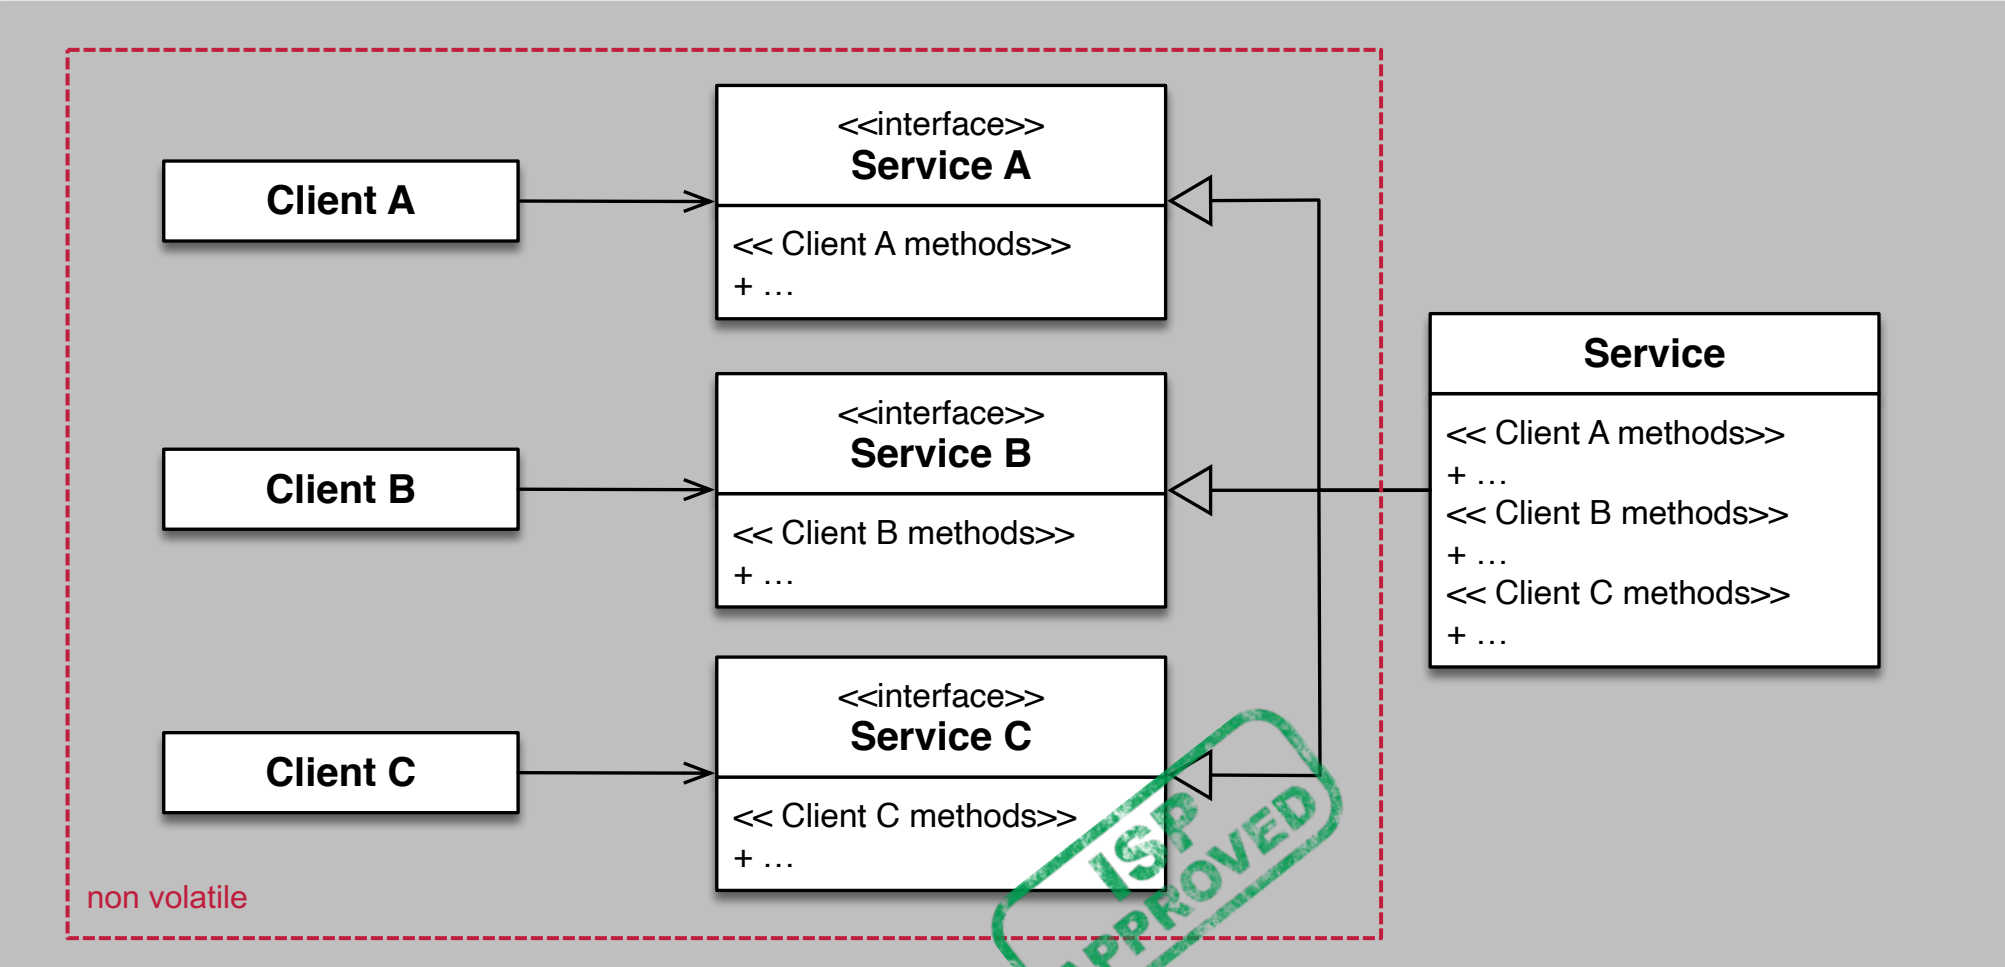 <<interface>>
Service A
<< Client A methods>>
+ ...
Client A
<<interface>>
Service B
<< Client B methods>>
+ ...
Client B
<<interface>>
Service C
<< Client C methods>>
+ ...
Client C
Service
<< Client A methods>>
+ ...
<< Client B methods>>
+ ...
<< Client C methods>>
+ ...
non volatile
ISP
APPROVED